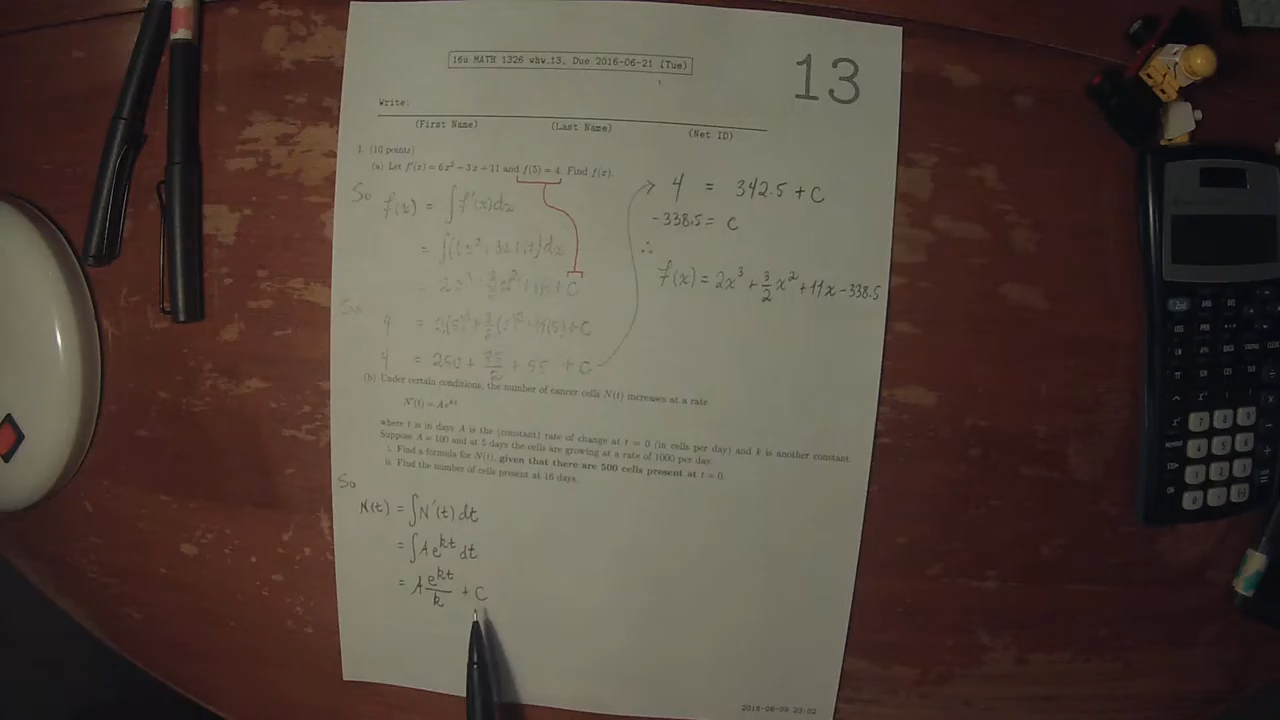 16u MATH 1326 whw.13, Due 2016-06-21 (Tue)
13
Write:
(First Name) (Last Name) (Net ID)
1. (10 points)
(a) Let f'(x) = 6x² + 3x + 11 and f(5) = 4. Find f(x).
So f(x) = ∫f'(x)dx
So
4 = 250 + 75/2 + 55 + C
4 = 342.5 + C
-338.5 = C
∴
f(x) = 2x³ + 3/2 x² + 11x - 338.5
(b) Under certain conditions, the number of cancer cells N(t) increases at a rate
N'(t) = Ae^kt
where t is in days A is the (constant) rate of change at t = 0 (in cells per day) and k is another constant.
Suppose A = 100 and at 5 days the cells are growing at a rate of 1000 per day.
i. Find a formula for N(t), given that there are 500 cells present at t = 0.
ii. Find the number of cells present at 16 days.
So
N(t) = ∫N'(t) dt
= ∫Ae^kt dt
= A e^kt/k + C